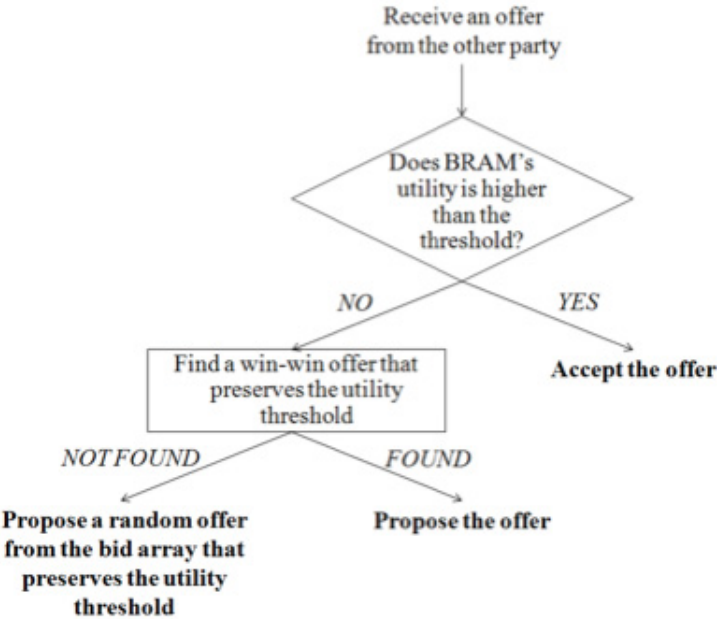 Receive an offer
from the other party
Does BRAM's
utility is higher
than the
threshold?
NO
YES
Find a win-win offer that
preserves the utility
threshold
Accept the offer
NOT FOUND
FOUND
Propose a random offer
from the bid array that
preserves the utility
threshold
Propose the offer